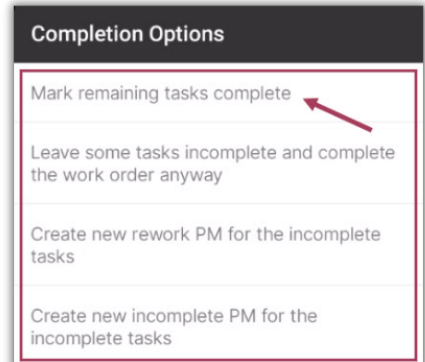 Completion Options
Mark remaining tasks complete
Leave some tasks incomplete and complete
the work order anyway
Create new rework PM for the incomplete
tasks
Create new incomplete PM for the
incomplete tasks